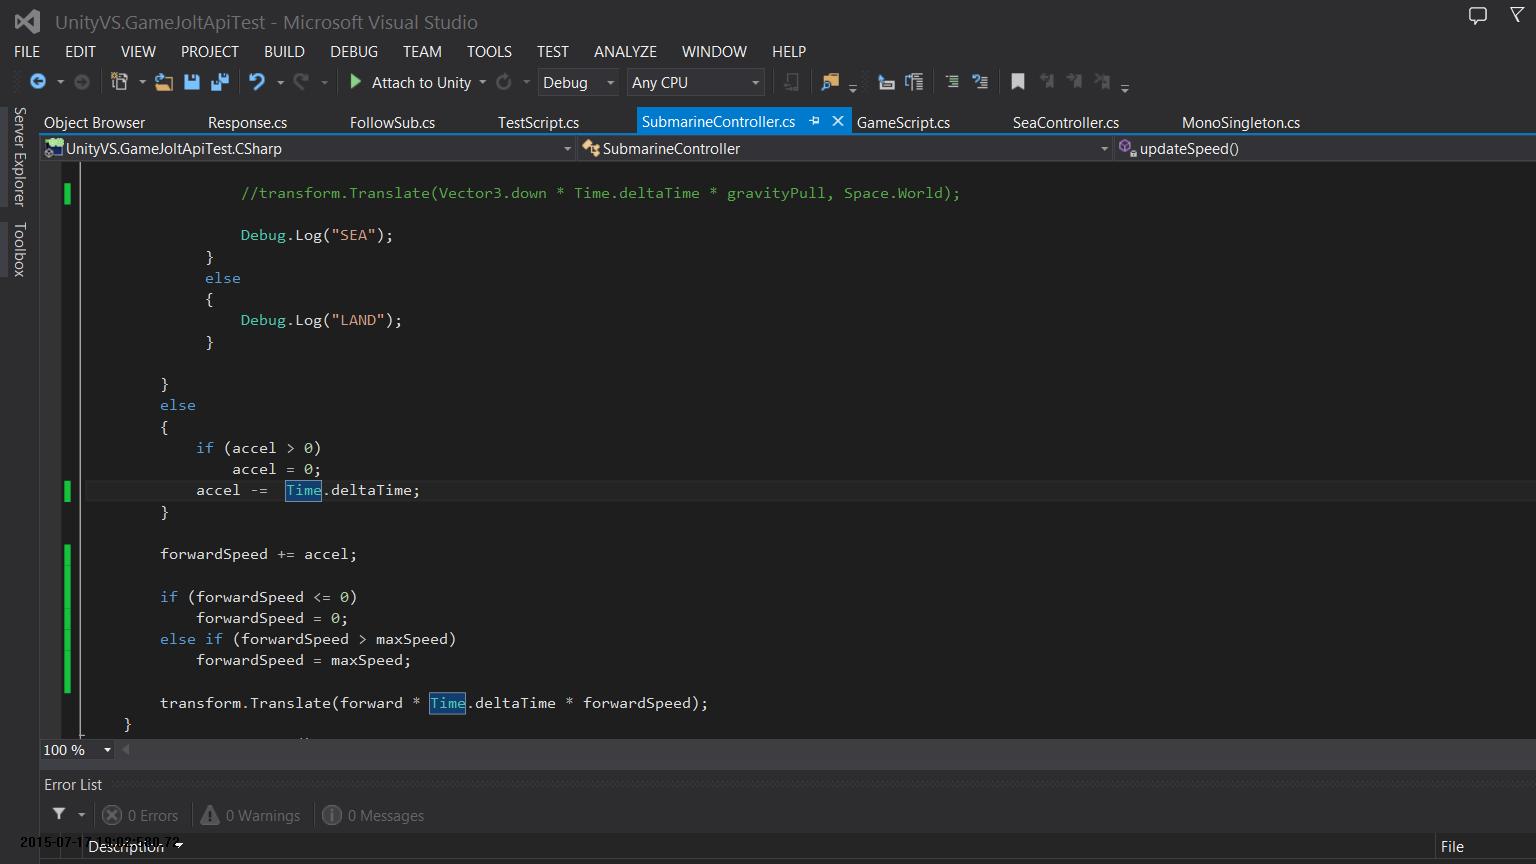 UnityVS.GameJoltApiTest - Microsoft Visual Studio
FILE EDIT VIEW PROJECT BUILD DEBUG TEAM TOOLS TEST ANALYZE WINDOW HELP
Attach to Unity Debug Any CPU
Server Explorer
Toolbox
Object Browser Response.cs FollowSub.cs TestScript.cs SubmarineController.cs GameScript.cs SeaController.cs MonoSingleton.cs
UnityVS.GameJoltApiTest.CSharp SubmarineController updateSpeed()
//transform.Translate(Vector3.down * Time.deltaTime * gravityPull, Space.World);
Debug.Log("SEA");
}
else
{
Debug.Log("LAND");
}
}
else
{
if (accel > 0)
accel = 0;
accel -=  Time.deltaTime;
}
forwardSpeed += accel;
if (forwardSpeed <= 0)
forwardSpeed = 0;
else if (forwardSpeed > maxSpeed)
forwardSpeed = maxSpeed;
transform.Translate(forward * Time.deltaTime * forwardSpeed);
}
100 %
Error List
0 Errors 0 Warnings 0 Messages
Description File